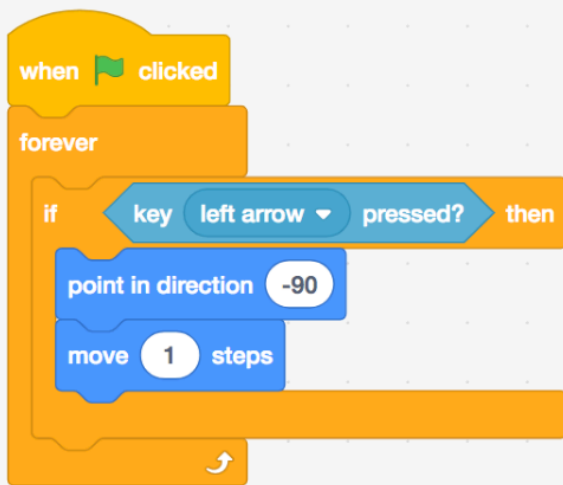 when clicked
forever
if key left arrow pressed? then
point in direction -90
move 1 steps